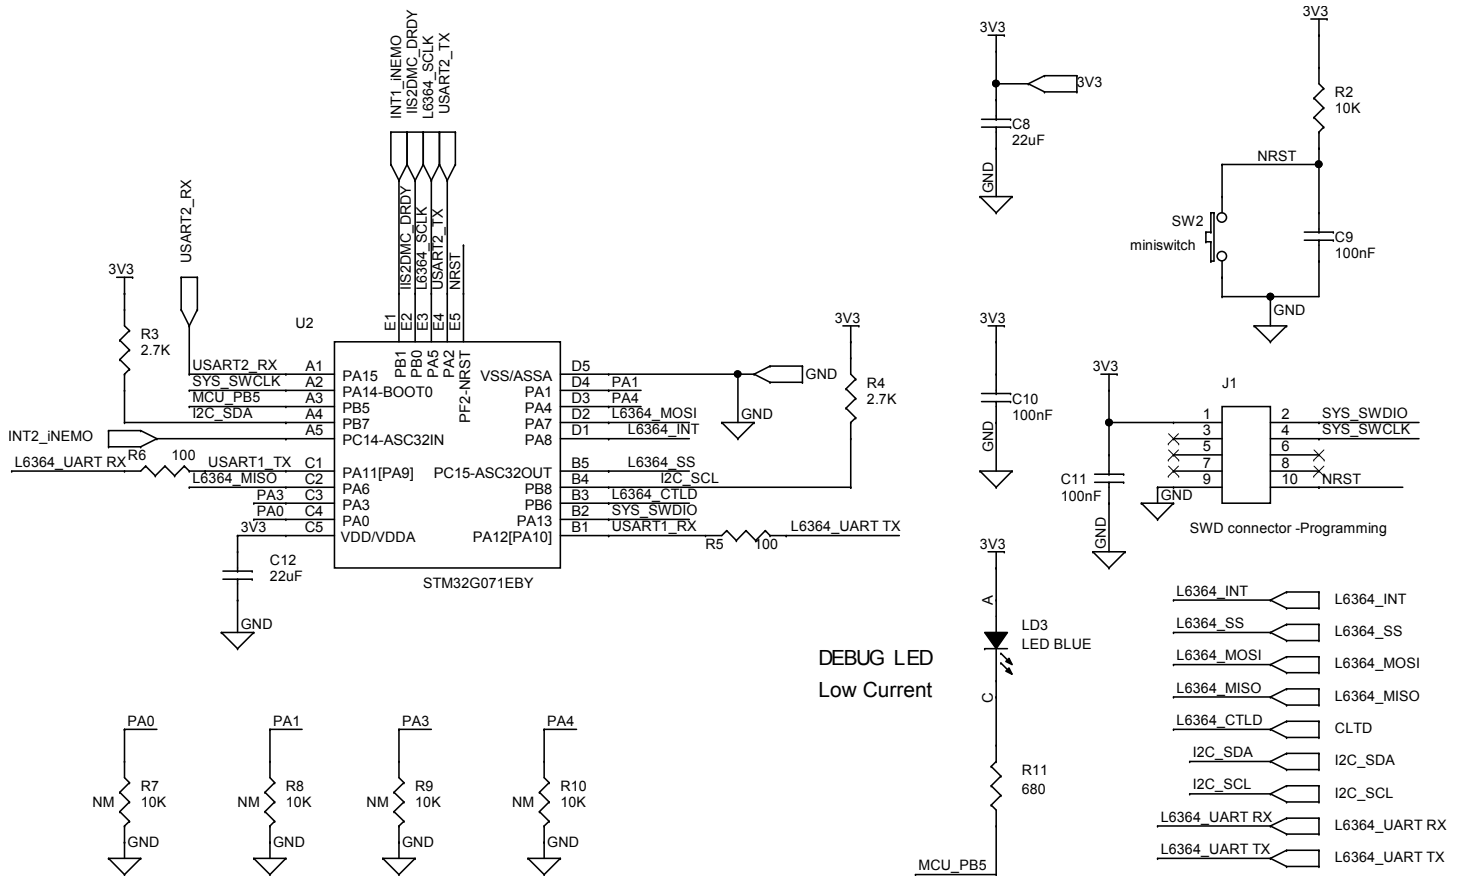 INT1_iNEMO
IIS2DMC_DRDY
L6364_SCLK
USART2_TX
USART2_RX
IIS2DMC_DRDY
L6364_SCLK
USART2_TX
NRST
E1
E2
E3
E4
E5
PB1
PB0
PA5
PA2
PF2-NRST
3V3
R3
2.7K
U2
USART2_RX A1 PA15
SYS_SWCLK A2 PA14-BOOT0
MCU_PB5 A3 PB5
I2C_SDA A4 PB7
INT2_iNEMO A5 PC14-ASC32IN
L6364_UART RX R6 100 USART1_TX C1 PA11[PA9]
L6364_MISO C2 PA6
PA3 C3 PA3
PA0 C4 PA0
3V3 C5 VDD/VDDA
C12
22uF
GND
VSS/ASSA D5 GND
PA1 D4 PA1
PA4 D3 PA4
PA7 D2 L6364_MOSI
PA8 D1 L6364_INT
PC15-ASC32OUT B5 L6364_SS
PB8 B4 I2C_SCL
PB6 B3 L6364_CTLD
PA13 B2 SYS_SWDIO
PA12[PA10] B1 USART1_RX R5 100 L6364_UART TX
GND
STM32G071EBY
3V3
R4
2.7K
3V3
3V3
C8
22uF
GND
3V3
R2
10K
NRST
SW2
miniswitch
C9
100nF
GND
3V3
C10
100nF
GND
3V3
C11
100nF
GND
J1
1 2 SYS_SWDIO
3 4 SYS_SWCLK
5 6
7 8
9 10 NRST
GND
SWD connector -Programming
3V3
A
LD3
LED BLUE
C
DEBUG LED
Low Current
R11
680
MCU_PB5
L6364_INT L6364_INT
L6364_SS L6364_SS
L6364_MOSI L6364_MOSI
L6364_MISO L6364_MISO
L6364_CTLD CLTD
I2C_SDA I2C_SDA
I2C_SCL I2C_SCL
L6364_UART RX L6364_UART RX
L6364_UART TX L6364_UART TX
PA0
NM
R7
10K
GND
PA1
NM
R8
10K
GND
PA3
NM
R9
10K
GND
PA4
NM
R10
10K
GND